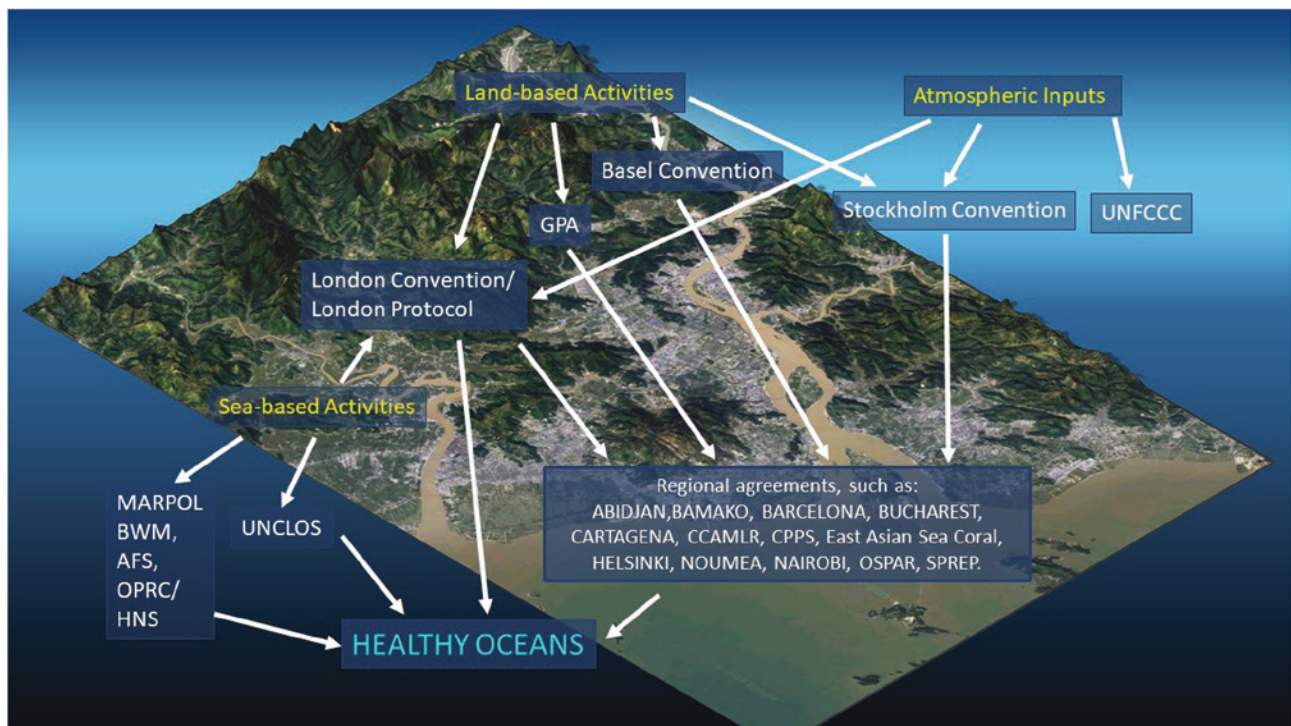 Land-based Activities
Atmospheric Inputs
Basel Convention
Stockholm Convention
UNFCCC
GPA
London Convention/
London Protocol
Sea-based Activities
MARPOL
BWM,
AFS,
OPRC/
HNS
UNCLOS
Regional agreements, such as:
ABIDJAN,BAMAKO, BARCELONA, BUCHAREST,
CARTAGENA, CCAMLR, CPPS, East Asian Sea Coral,
HELSINKI, NOUMEA, NAIROBI, OSPAR, SPREP.
HEALTHY OCEANS